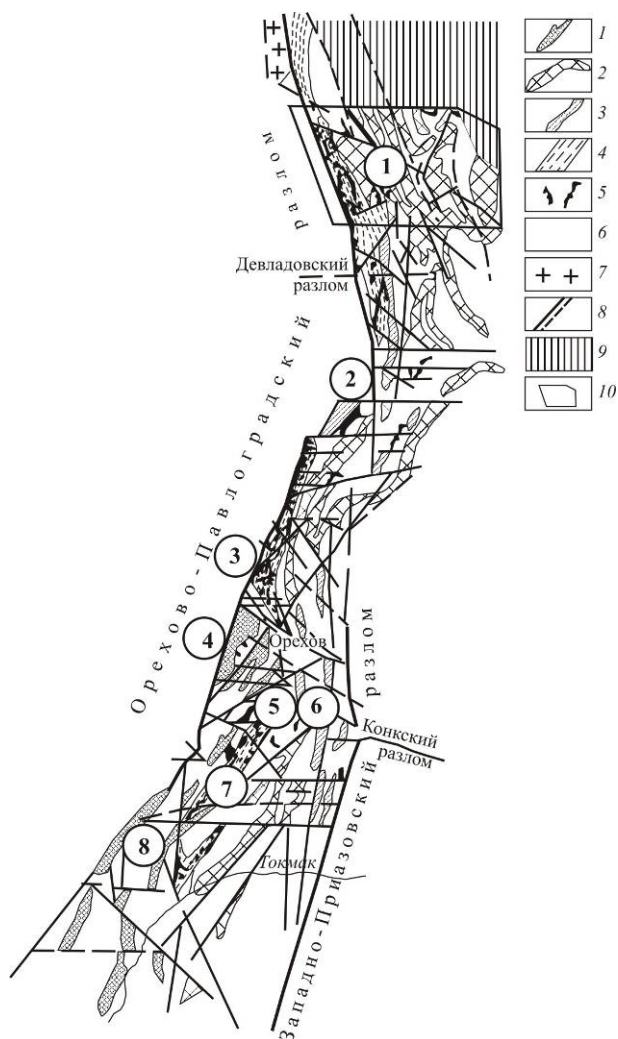 1
2
3
4
5
6
7
8
9
10
разлом
1
Девладовский
разлом
2
Орехово-Павлоградский
3
4
Орехов
разлом
5
6
Конкский
разлом
7
8
Токмак
Западно-Приазовский